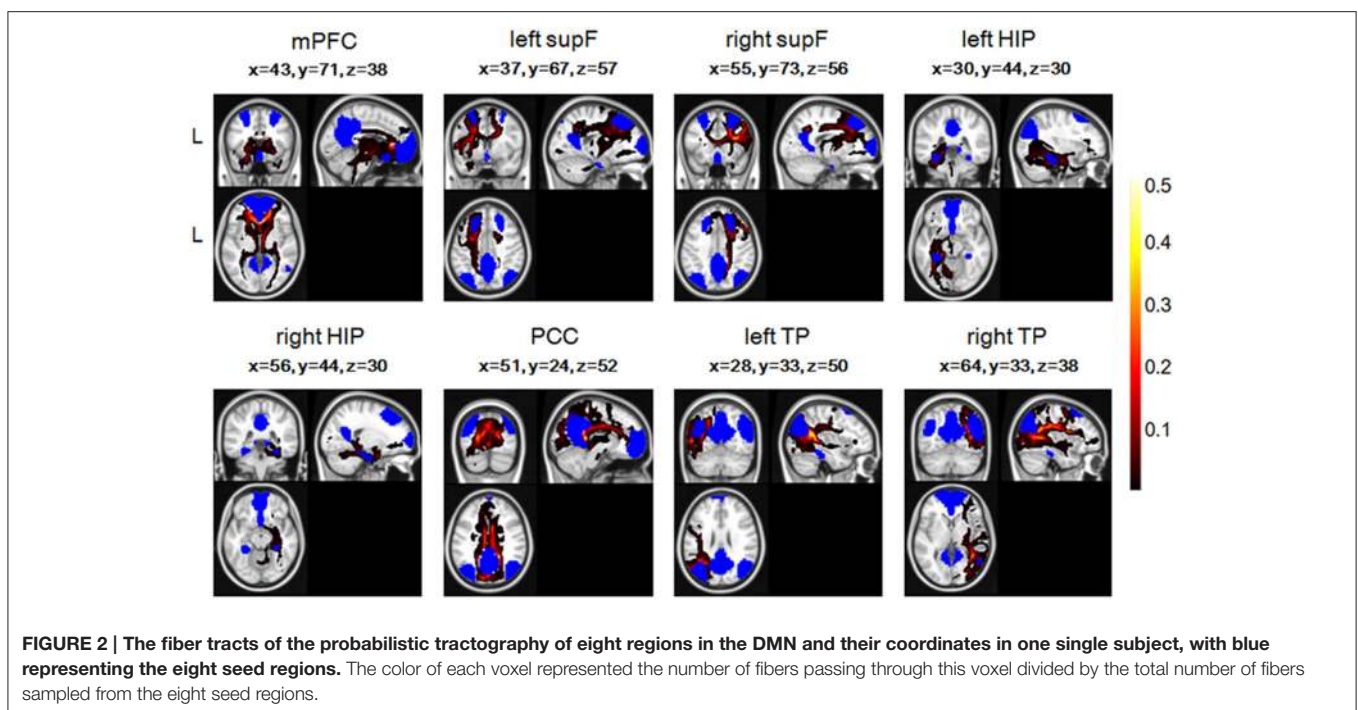 mPFC
x=43,y=71,z=38
left supF
x=37,y=67,z=57
right supF
x=55,y=73,z=56
left HIP
x=30,y=44,z=30
L
L
0.5
0.4
0.3
0.2
0.1
right HIP
x=56,y=44,z=30
PCC
x=51,y=24,z=52
left TP
x=28,y=33,z=50
right TP
x=64,y=33,z=38
FIGURE 2 | The fiber tracts of the probabilistic tractography of eight regions in the DMN and their coordinates in one single subject, with blue
representing the eight seed regions. The color of each voxel represented the number of fibers passing through this voxel divided by the total number of fibers
sampled from the eight seed regions.